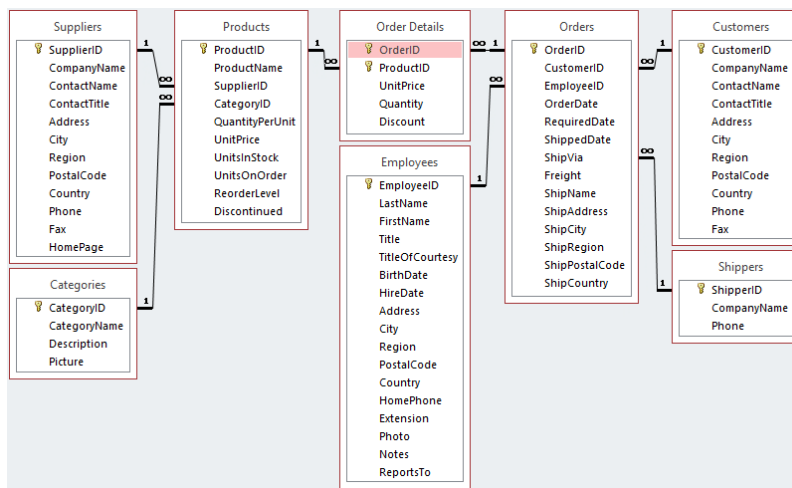 Suppliers
SupplierID
CompanyName
ContactName
ContactTitle
Address
City
Region
PostalCode
Country
Phone
Fax
HomePage
Categories
CategoryID
CategoryName
Description
Picture
Products
ProductID
ProductName
SupplierID
CategoryID
QuantityPerUnit
UnitPrice
UnitsInStock
UnitsOnOrder
ReorderLevel
Discontinued
Order Details
OrderID
ProductID
UnitPrice
Quantity
Discount
Employees
EmployeeID
LastName
FirstName
Title
TitleOfCourtesy
BirthDate
HireDate
Address
City
Region
PostalCode
Country
HomePhone
Extension
Photo
Notes
ReportsTo
Orders
OrderID
CustomerID
EmployeeID
OrderDate
RequiredDate
ShippedDate
ShipVia
Freight
ShipName
ShipAddress
ShipCity
ShipRegion
ShipPostalCode
ShipCountry
Customers
CustomerID
CompanyName
ContactName
ContactTitle
Address
City
Region
PostalCode
Country
Phone
Fax
Shippers
ShipperID
CompanyName
Phone
1
∞
1
∞
1
∞
∞
1
∞
1
∞
1
∞
1